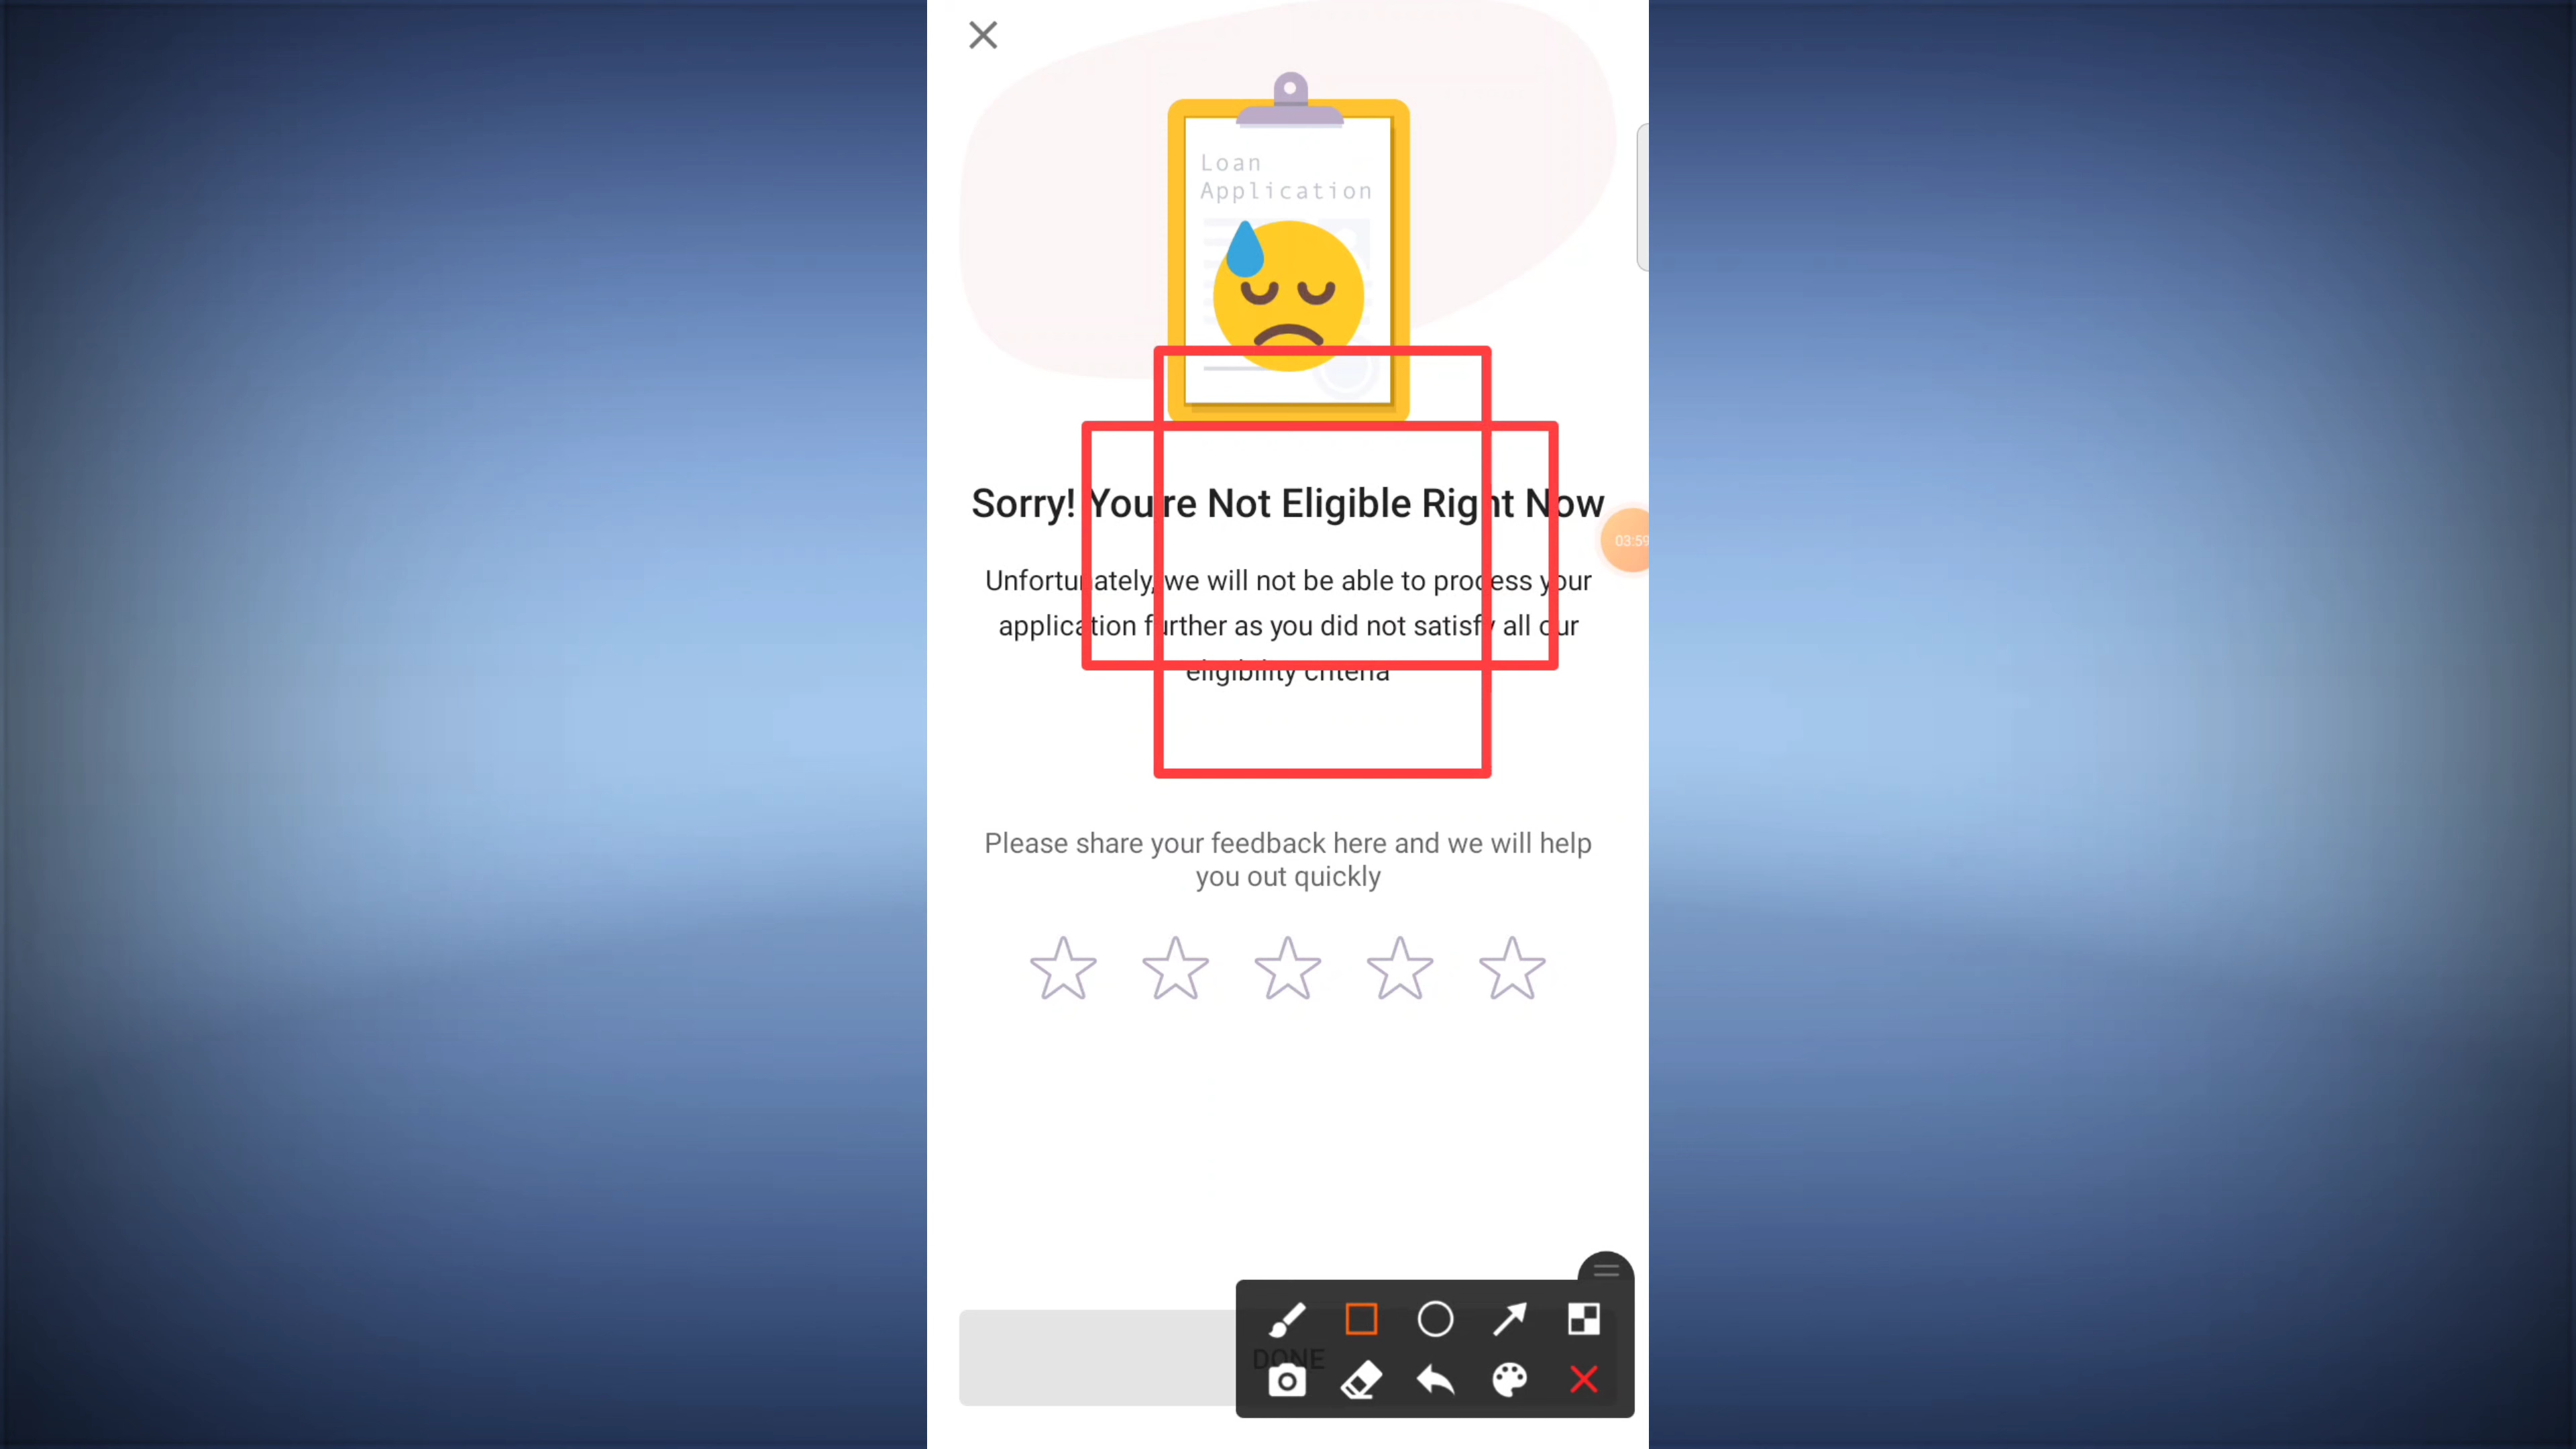 Loan
Application
Sorry! You're Not Eligible Right Now
03:59
Unfortunately, we will not be able to process your
application further as you did not satisfy all our
eligibility criteria
Please share your feedback here and we will help
you out quickly
DONE